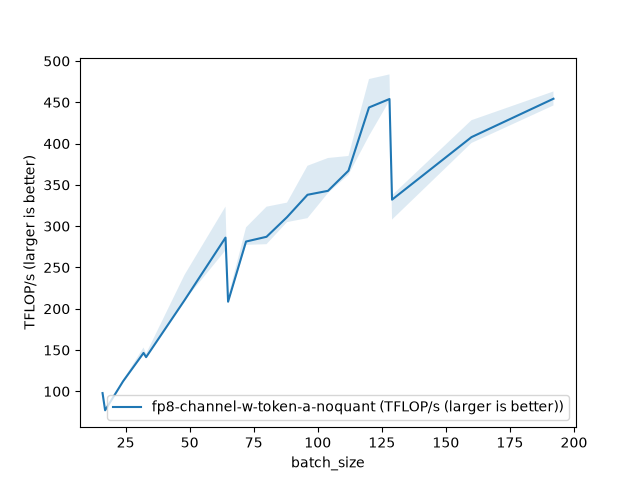 TFLOP/s (larger is better)
500
450
400
350
300
250
200
150
100
fp8-channel-w-token-a-noquant (TFLOP/s (larger is better))
25 50 75 100 125 150 175 200
batch_size